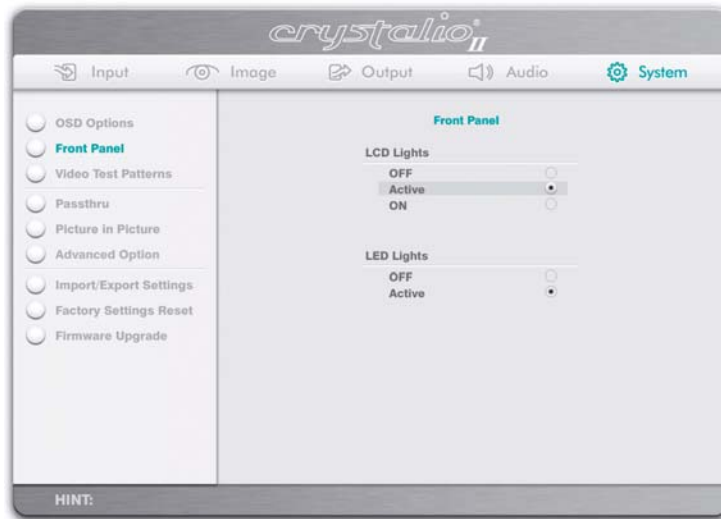 crystalio II
Input Image Output Audio System
OSD Options
Front Panel
Video Test Patterns
Passthru
Picture in Picture
Advanced Option
Import/Export Settings
Factory Settings Reset
Firmware Upgrade
Front Panel
LCD Lights
OFF
Active
ON
LED Lights
OFF
Active
HINT: